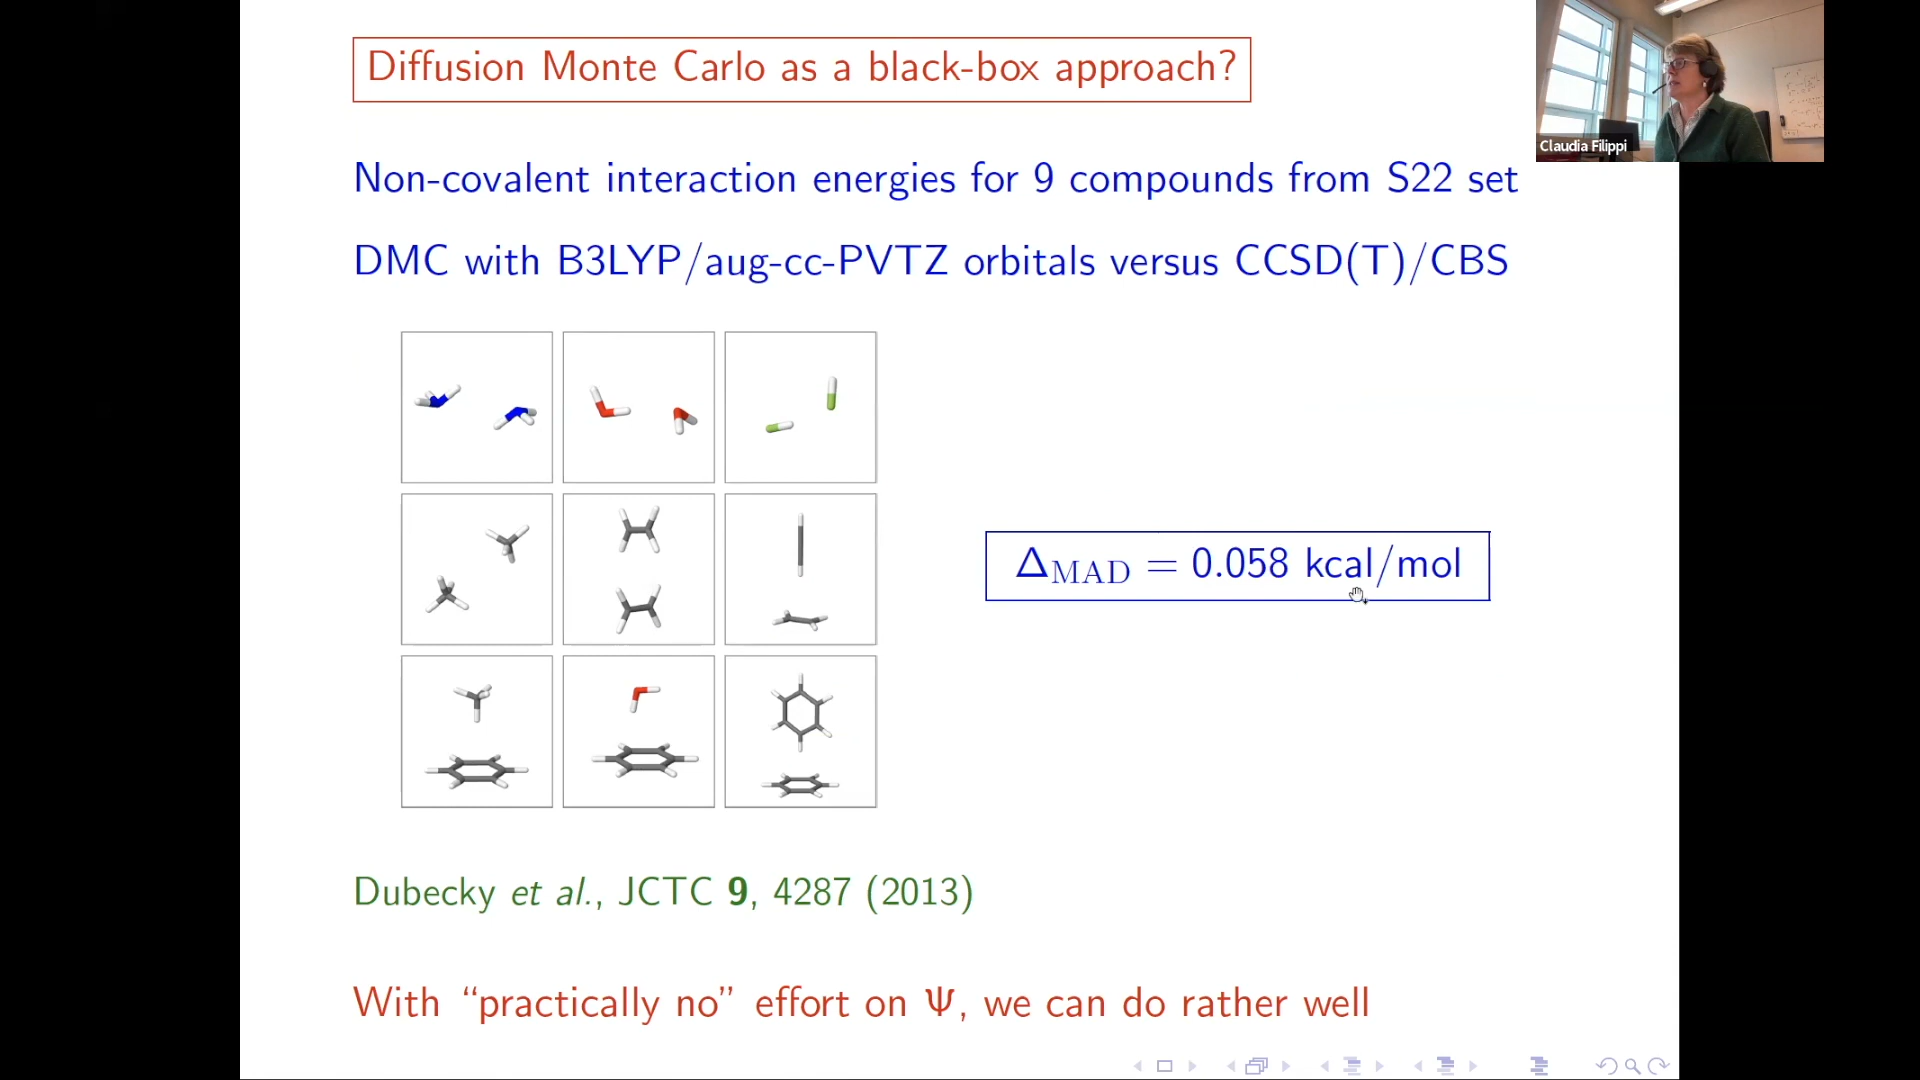 Diffusion Monte Carlo as a black-box approach?
Claudia Filippi
Non-covalent interaction energies for 9 compounds from S22 set
DMC with B3LYP/aug-cc-PVTZ orbitals versus CCSD(T)/CBS
Δ_MAD = 0.058 kcal/mol
Dubecky et al., JCTC 9, 4287 (2013)
With “practically no” effort on Ψ, we can do rather well